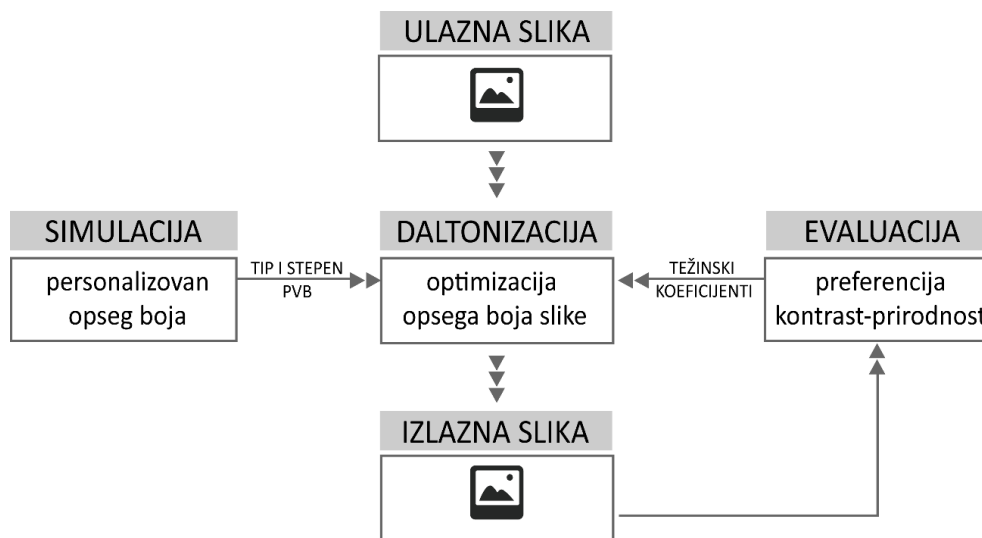 ULAZNA SLIKA
SIMULACIJA
personalizovan
opseg boja
TIP I STEPEN
PVB
DALTONIZACIJA
optimizacija
opsega boja slike
TEŽINSKI
KOEFICIJENTI
EVALUACIJA
preferencija
kontrast-prirodnost
IZLAZNA SLIKA